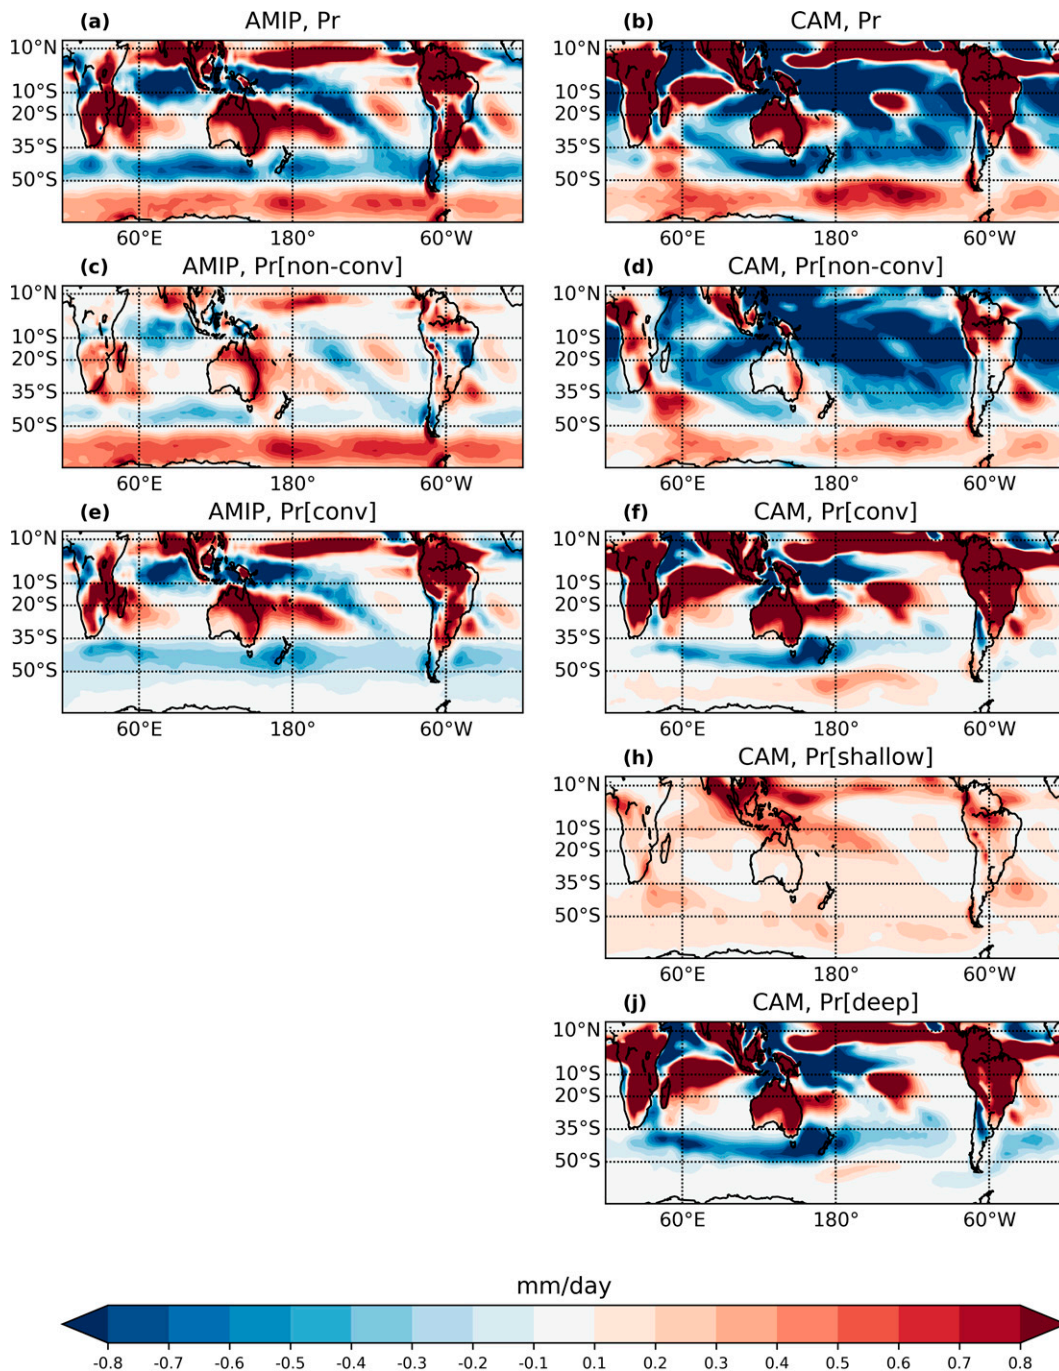 (a) AMIP, Pr
(b) CAM, Pr
10°N
10°S
20°S
35°S
50°S
60°E 180° 60°W
10°N
10°S
20°S
35°S
50°S
60°E 180° 60°W
(c) AMIP, Pr[non-conv]
(d) CAM, Pr[non-conv]
10°N
10°S
20°S
35°S
50°S
60°E 180° 60°W
10°N
10°S
20°S
35°S
50°S
60°E 180° 60°W
(e) AMIP, Pr[conv]
(f) CAM, Pr[conv]
10°N
10°S
20°S
35°S
50°S
60°E 180° 60°W
10°N
10°S
20°S
35°S
50°S
60°E 180° 60°W
(h) CAM, Pr[shallow]
10°N
10°S
20°S
35°S
50°S
60°E 180° 60°W
(j) CAM, Pr[deep]
10°N
10°S
20°S
35°S
50°S
60°E 180° 60°W
mm/day
-0.8 -0.7 -0.6 -0.5 -0.4 -0.2 -0.1 0.1 0.2 0.3 0.4 0.5 0.6 0.7 0.8